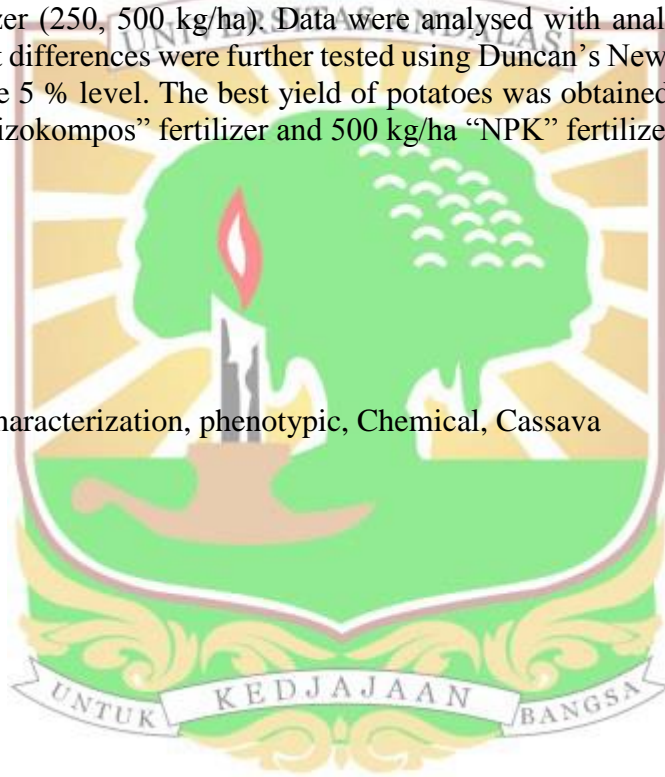 zer (250, 500 kg/ha). Data were analysed with anal
UNIVERSITAS ANDALAS
t differences were further tested using Duncan's New
e 5 % level. The best yield of potatoes was obtained
izokompos” fertilizer and 500 kg/ha “NPK” fertilize
haracterization, phenotypic, Chemical, Cassava
UNTUK KEDJAJAAN BANGSA